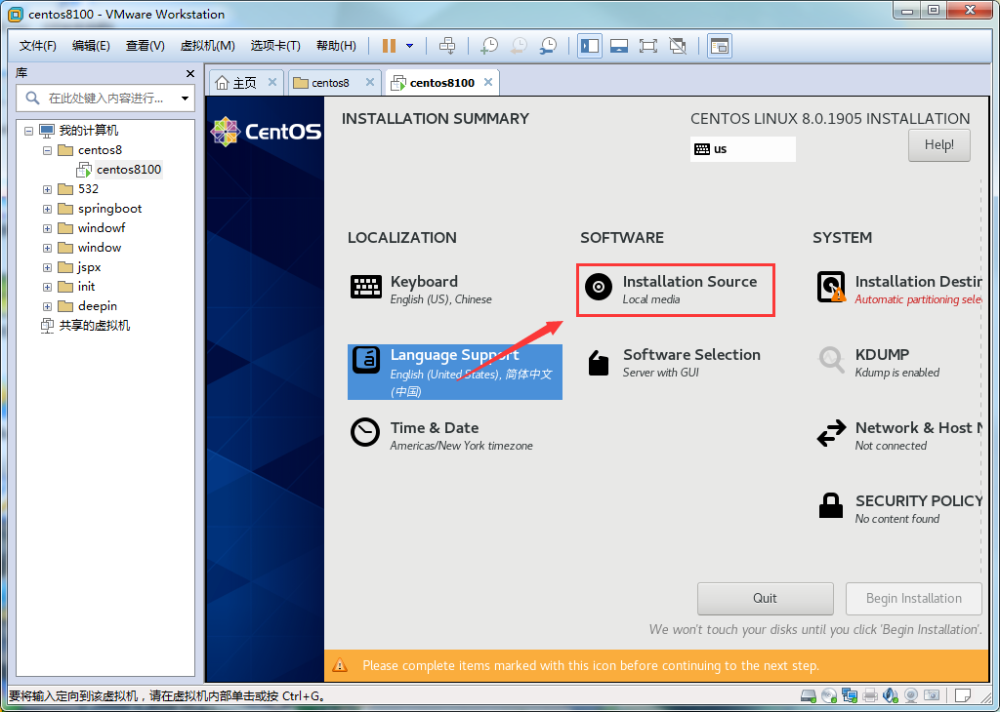 centos8100 - VMware Workstation
文件(F) 编辑(E) 查看(V) 虚拟机(M) 选项卡(T) 帮助(H)
库
在此处键入内容进行...
我的计算机
centos8
centos8100
532
springboot
windowf
window
jspx
init
deepin
共享的虚拟机
主页 centos8 centos8100
CentOS
INSTALLATION SUMMARY
CENTOS LINUX 8.0.1905 INSTALLATION
us
Help!
LOCALIZATION
Keyboard
English (US), Chinese
Language Support
English (United States), 简体中文
(中国)
Time & Date
Americas/New York timezone
SOFTWARE
Installation Source
Local media
Software Selection
Server with GUI
SYSTEM
Installation Destin
Automatic partitioning sele
KDUMP
Kdump is enabled
Network & Host N
Not connected
SECURITY POLICY
No content found
Quit
Begin Installation
We won't touch your disks until you click 'Begin Installation'.
Please complete items marked with this icon before continuing to the next step.
要将输入定向到该虚拟机，请在虚拟机内部单击或按 Ctrl+G。